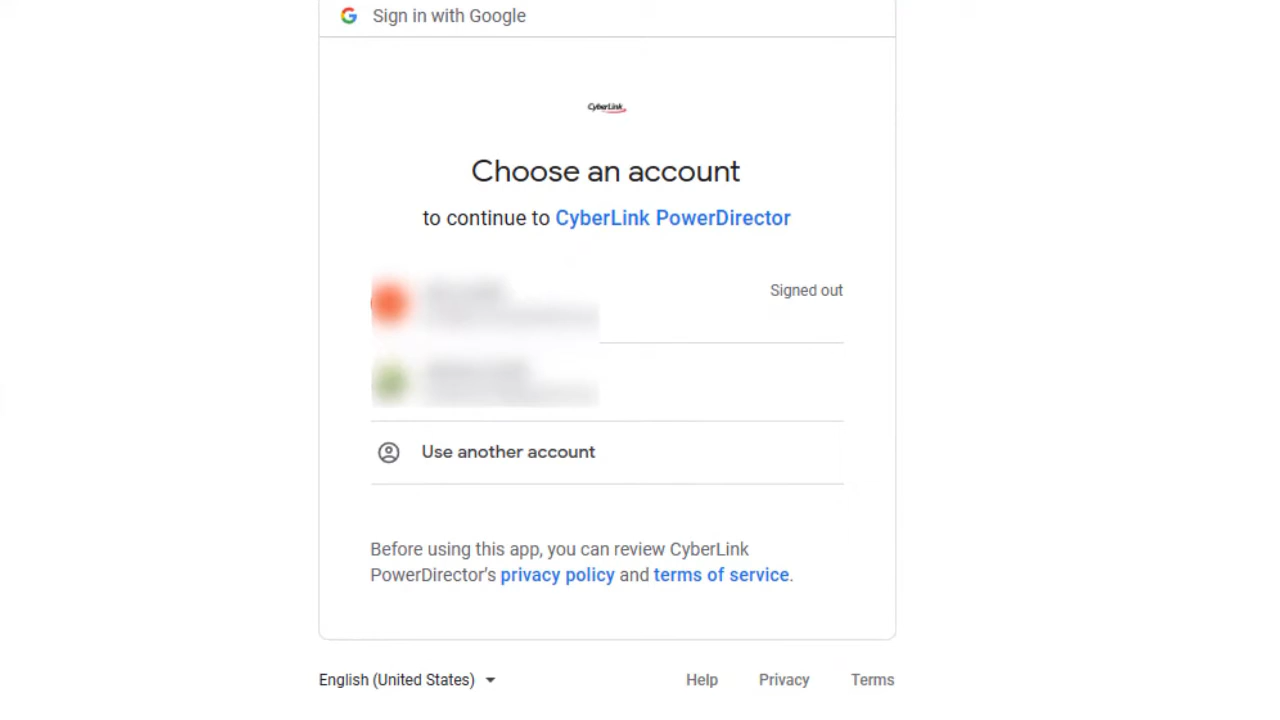 Sign in with Google
CyberLink
Choose an account
to continue to CyberLink PowerDirector
Signed out
Use another account
Before using this app, you can review CyberLink
PowerDirector's privacy policy and terms of service.
English (United States)
Help Privacy Terms